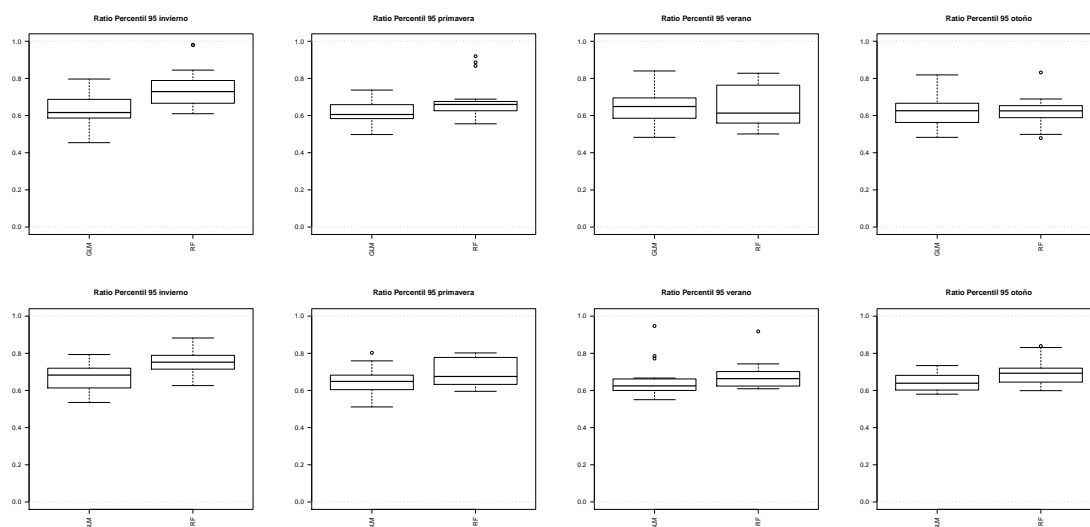 Ratio Percentil 95 invierno
1.0
0.8
0.6
0.4
0.2
0.0
GLM
RF
Ratio Percentil 95 primavera
1.0
0.8
0.6
0.4
0.2
0.0
GLM
RF
Ratio Percentil 95 verano
1.0
0.8
0.6
0.4
0.2
0.0
GLM
RF
Ratio Percentil 95 otoño
1.0
0.8
0.6
0.4
0.2
0.0
GLM
RF
Ratio Percentil 95 invierno
1.0
0.8
0.6
0.4
0.2
0.0
GLM
RF
Ratio Percentil 95 primavera
1.0
0.8
0.6
0.4
0.2
0.0
GLM
RF
Ratio Percentil 95 verano
1.0
0.8
0.6
0.4
0.2
0.0
GLM
RF
Ratio Percentil 95 otoño
1.0
0.8
0.6
0.4
0.2
0.0
GLM
RF